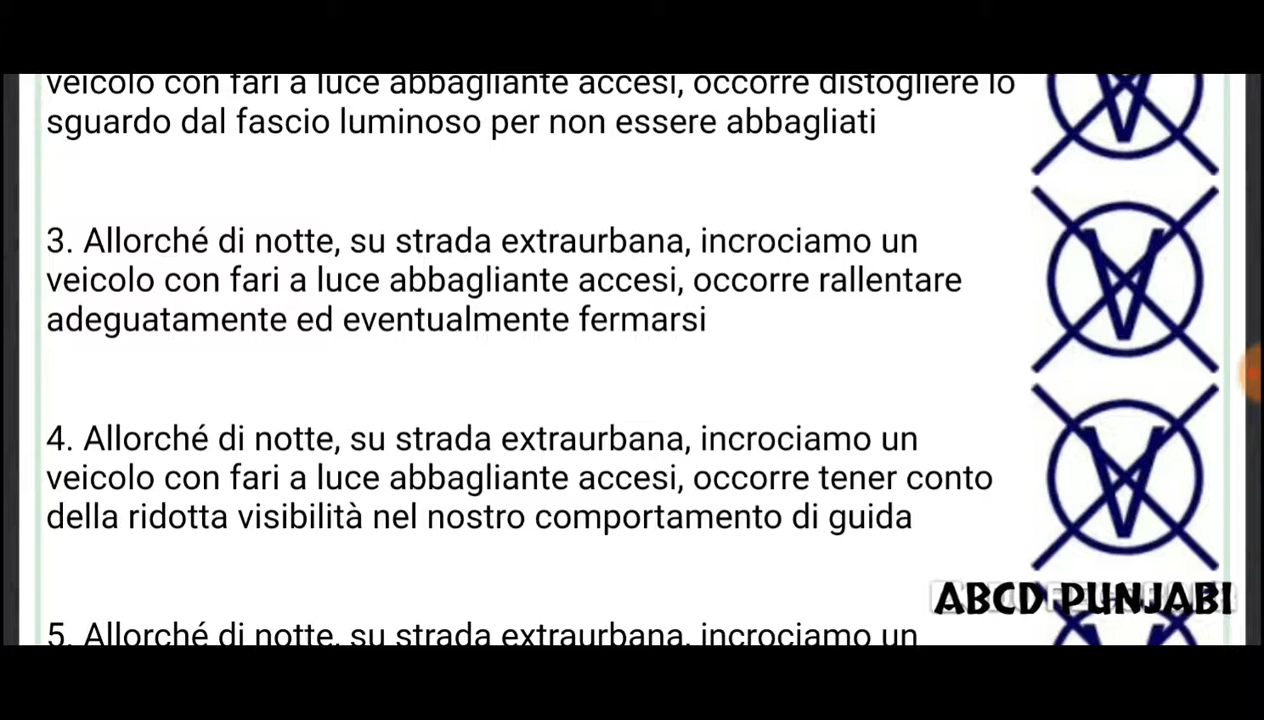 veicolo con fari a luce abbagliante accesi, occorre distogliere lo
sguardo dal fascio luminoso per non essere abbagliati
V
3. Allorché di notte, su strada extraurbana, incrociamo un
veicolo con fari a luce abbagliante accesi, occorre rallentare
adeguatamente ed eventualmente fermarsi
V
4. Allorché di notte, su strada extraurbana, incrociamo un
veicolo con fari a luce abbagliante accesi, occorre tener conto
della ridotta visibilità nel nostro comportamento di guida
V
ABCD PUNJABI
5. Allorché di notte, su strada extraurbana, incrociamo un
V